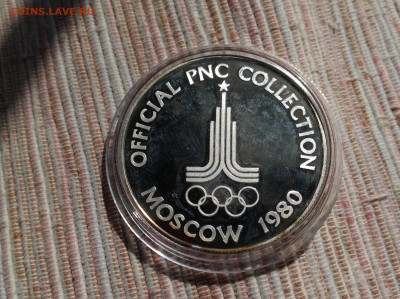 COINS.LAVE.RU
OFFICIAL PNC COLLECTION
MOSCOW 1980